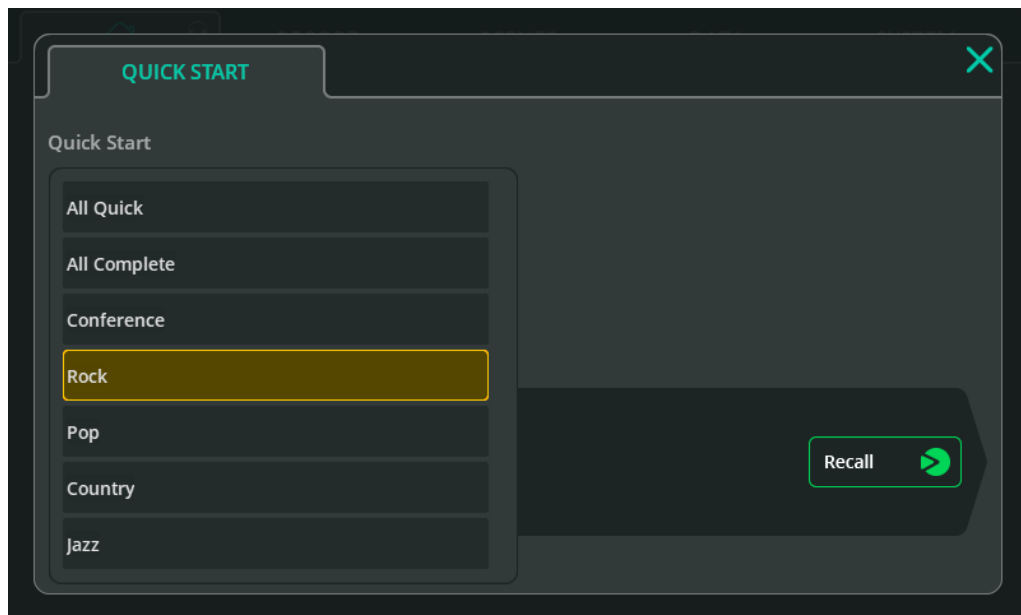 QUICK START
Quick Start
All Quick
All Complete
Conference
Rock
Pop
Country
Jazz
Recall